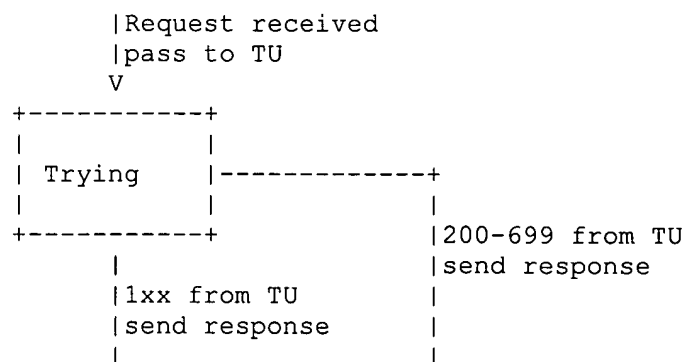 |Request received
|pass to TU
V
+-----------+
|           |
|  Trying   |-------------+
|           |             |
+-----------+             |200-699 from TU
      |                   |send response
      |1xx from TU        |
      |send response      |
      |                   |